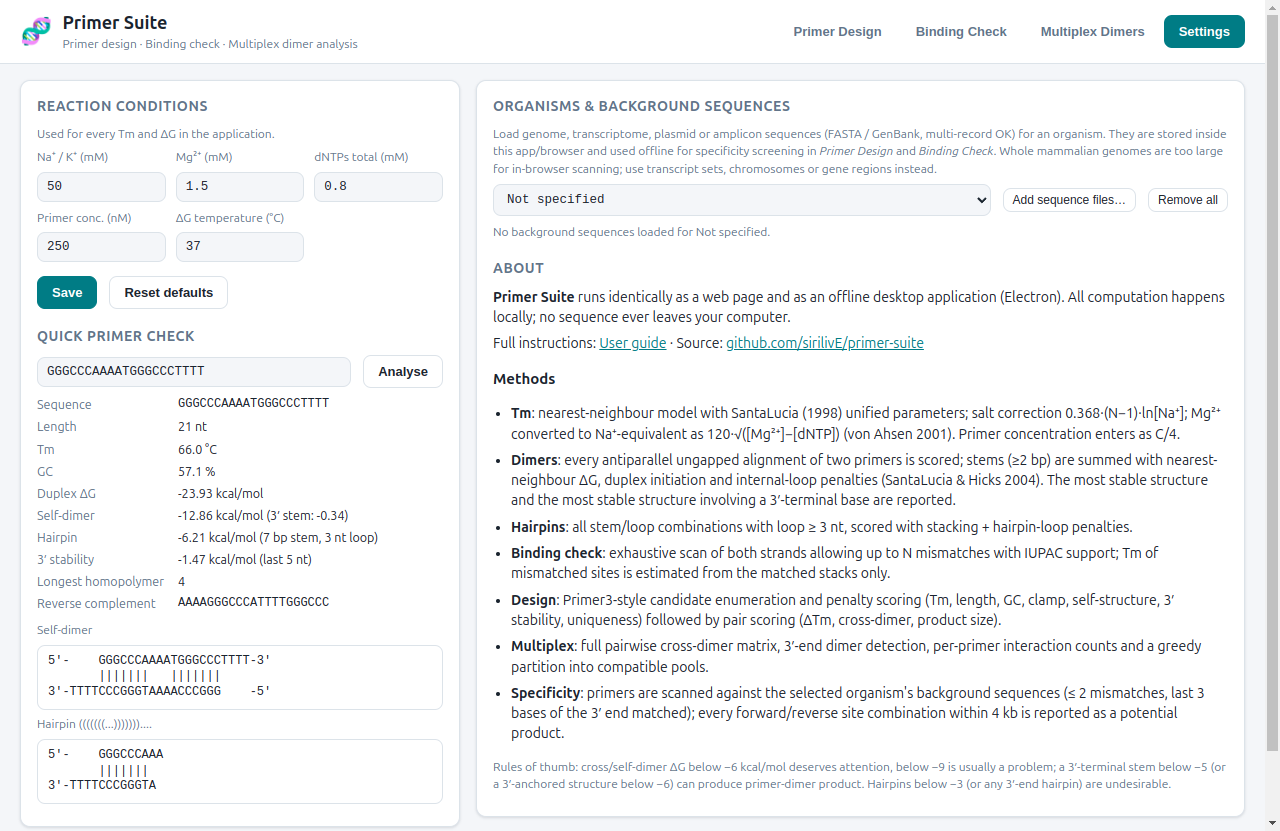 Primer Suite
Primer design · Binding check · Multiplex dimer analysis
Primer Design
Binding Check
Multiplex Dimers
Settings
REACTION CONDITIONS
Used for every Tm and ΔG in the application.
Na⁺ / K⁺ (mM)
Mg²⁺ (mM)
dNTPs total (mM)
50
1.5
0.8
Primer conc. (nM)
ΔG temperature (°C)
250
37
Save
Reset defaults
QUICK PRIMER CHECK
GGGCCCAAAATGGGCCCTTTT
Analyse
Sequence GGGCCCAAAATGGGCCCTTTT
Length 21 nt
Tm 66.0 °C
GC 57.1 %
Duplex ΔG -23.93 kcal/mol
Self-dimer -12.86 kcal/mol (3′ stem: -0.34)
Hairpin -6.21 kcal/mol (7 bp stem, 3 nt loop)
3′ stability -1.47 kcal/mol (last 5 nt)
Longest homopolymer 4
Reverse complement AAAAGGGCCCATTTTGGGCCC
Self-dimer
5'-    GGGCCCAAAATGGGCCCTTTT-3'
       |||||||   |||||||
3'-TTTTCCCGGGTAAAACCCGGG    -5'
Hairpin (((((((...)))))))....
5'-    GGGCCCAAA
       |||||||
3'-TTTTCCCGGGTA
ORGANISMS & BACKGROUND SEQUENCES
Load genome, transcriptome, plasmid or amplicon sequences (FASTA / GenBank, multi-record OK) for an organism. They are stored inside
this app/browser and used offline for specificity screening in Primer Design and Binding Check. Whole mammalian genomes are too large
for in-browser scanning; use transcript sets, chromosomes or gene regions instead.
Not specified
Add sequence files…
Remove all
No background sequences loaded for Not specified.
ABOUT
Primer Suite runs identically as a web page and as an offline desktop application (Electron). All computation happens
locally; no sequence ever leaves your computer.
Full instructions: User guide · Source: github.com/sirilivE/primer-suite
Methods
• Tm: nearest-neighbour model with SantaLucia (1998) unified parameters; salt correction 0.368·(N−1)·ln[Na⁺]; Mg²⁺
converted to Na⁺-equivalent as 120·√([Mg²⁺]−[dNTP]) (von Ahsen 2001). Primer concentration enters as C/4.
• Dimers: every antiparallel ungapped alignment of two primers is scored; stems (≥2 bp) are summed with nearest-
neighbour ΔG, duplex initiation and internal-loop penalties (SantaLucia & Hicks 2004). The most stable structure
and the most stable structure involving a 3′-terminal base are reported.
• Hairpins: all stem/loop combinations with loop ≥ 3 nt, scored with stacking + hairpin-loop penalties.
• Binding check: exhaustive scan of both strands allowing up to N mismatches with IUPAC support; Tm of
mismatched sites is estimated from the matched stacks only.
• Design: Primer3-style candidate enumeration and penalty scoring (Tm, length, GC, clamp, self-structure, 3′
stability, uniqueness) followed by pair scoring (ΔTm, cross-dimer, product size).
• Multiplex: full pairwise cross-dimer matrix, 3′-end dimer detection, per-primer interaction counts and a greedy
partition into compatible pools.
• Specificity: primers are scanned against the selected organism's background sequences (≤ 2 mismatches, last 3
bases of the 3′ end matched); every forward/reverse site combination within 4 kb is reported as a potential
product.
Rules of thumb: cross/self-dimer ΔG below −6 kcal/mol deserves attention, below −9 is usually a problem; a 3′-terminal stem below −5 (or
a 3′-anchored structure below −6) can produce primer-dimer product. Hairpins below −3 (or any 3′-end hairpin) are undesirable.